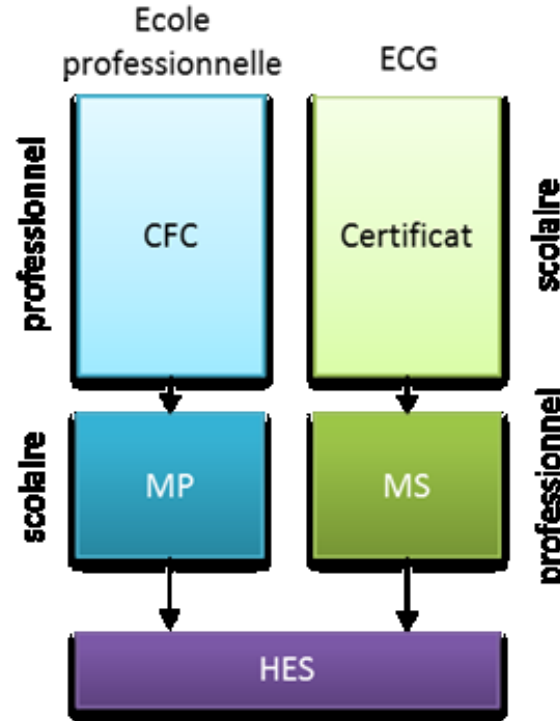 Ecole
professionnelle
ECG
professionnel
CFC
Certificat
scolaire
scolaire
MP
MS
professionnel
HES